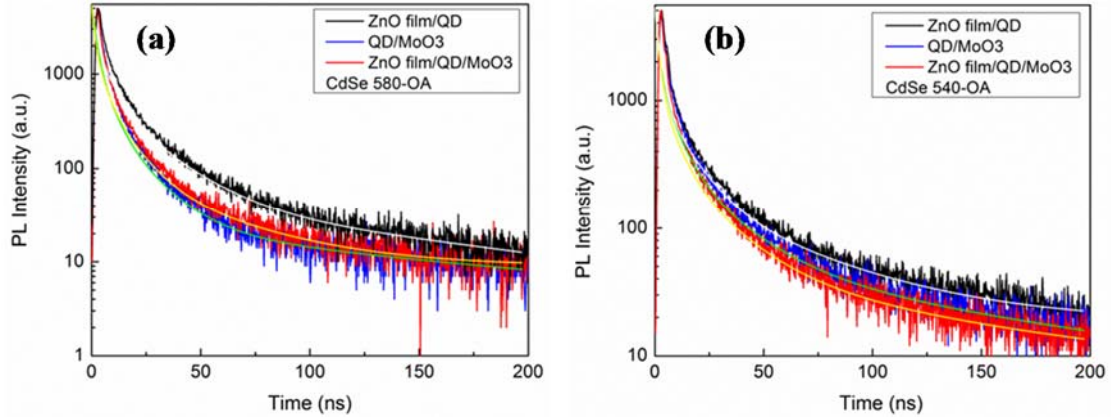 (a)
ZnO film/QD
QD/MoO3
ZnO film/QD/MoO3
CdSe 580-OA
PL Intensity (a.u.)
1000
100
10
1
0
50
100
150
200
Time (ns)
(b)
ZnO film/QD
QD/MoO3
ZnO film/QD/MoO3
CdSe 540-OA
PL Intensity (a.u.)
1000
100
10
0
50
100
150
200
Time (ns)